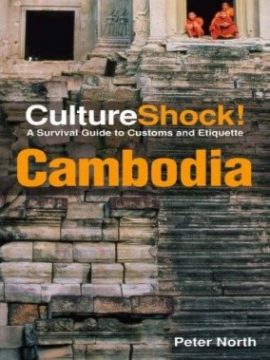 CultureShock!
A Survival Guide to Customs and Etiquette
Cambodia
Peter North